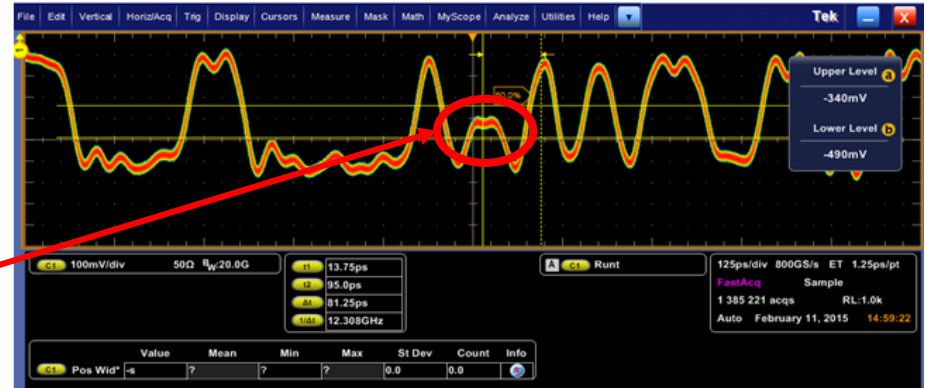 File Edit Vertical Horiz/Acq Trig Display Cursors Measure Mask Math MyScope Analyze Utilities Help Tek X
Upper Level a
-340mV
Lower Level b
-490mV
C1 100mV/div 50Ω BW:20.0G
t1 13.75ps
t2 95.0ps
Δt 81.25ps
1/Δt 12.308GHz
A C1 Runt
125ps/div 800GS/s ET 1.25ps/pt
FastAcq Sample
1 385 221 acqs RL:1.0k
Auto February 11, 2015 14:59:22
Value Mean Min Max St Dev Count Info
C1 Pos Wid* -s ? ? ? 0.0 0.0